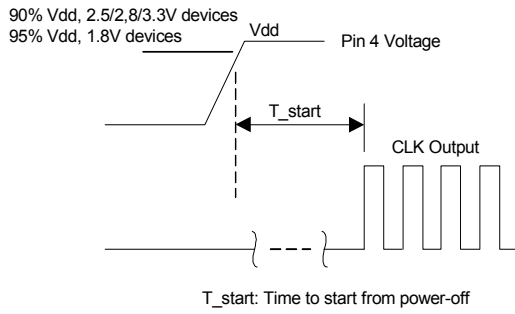 90% Vdd, 2.5/2,8/3.3V devices
95% Vdd, 1.8V devices
Vdd
Pin 4 Voltage
T_start
CLK Output
T_start: Time to start from power-off